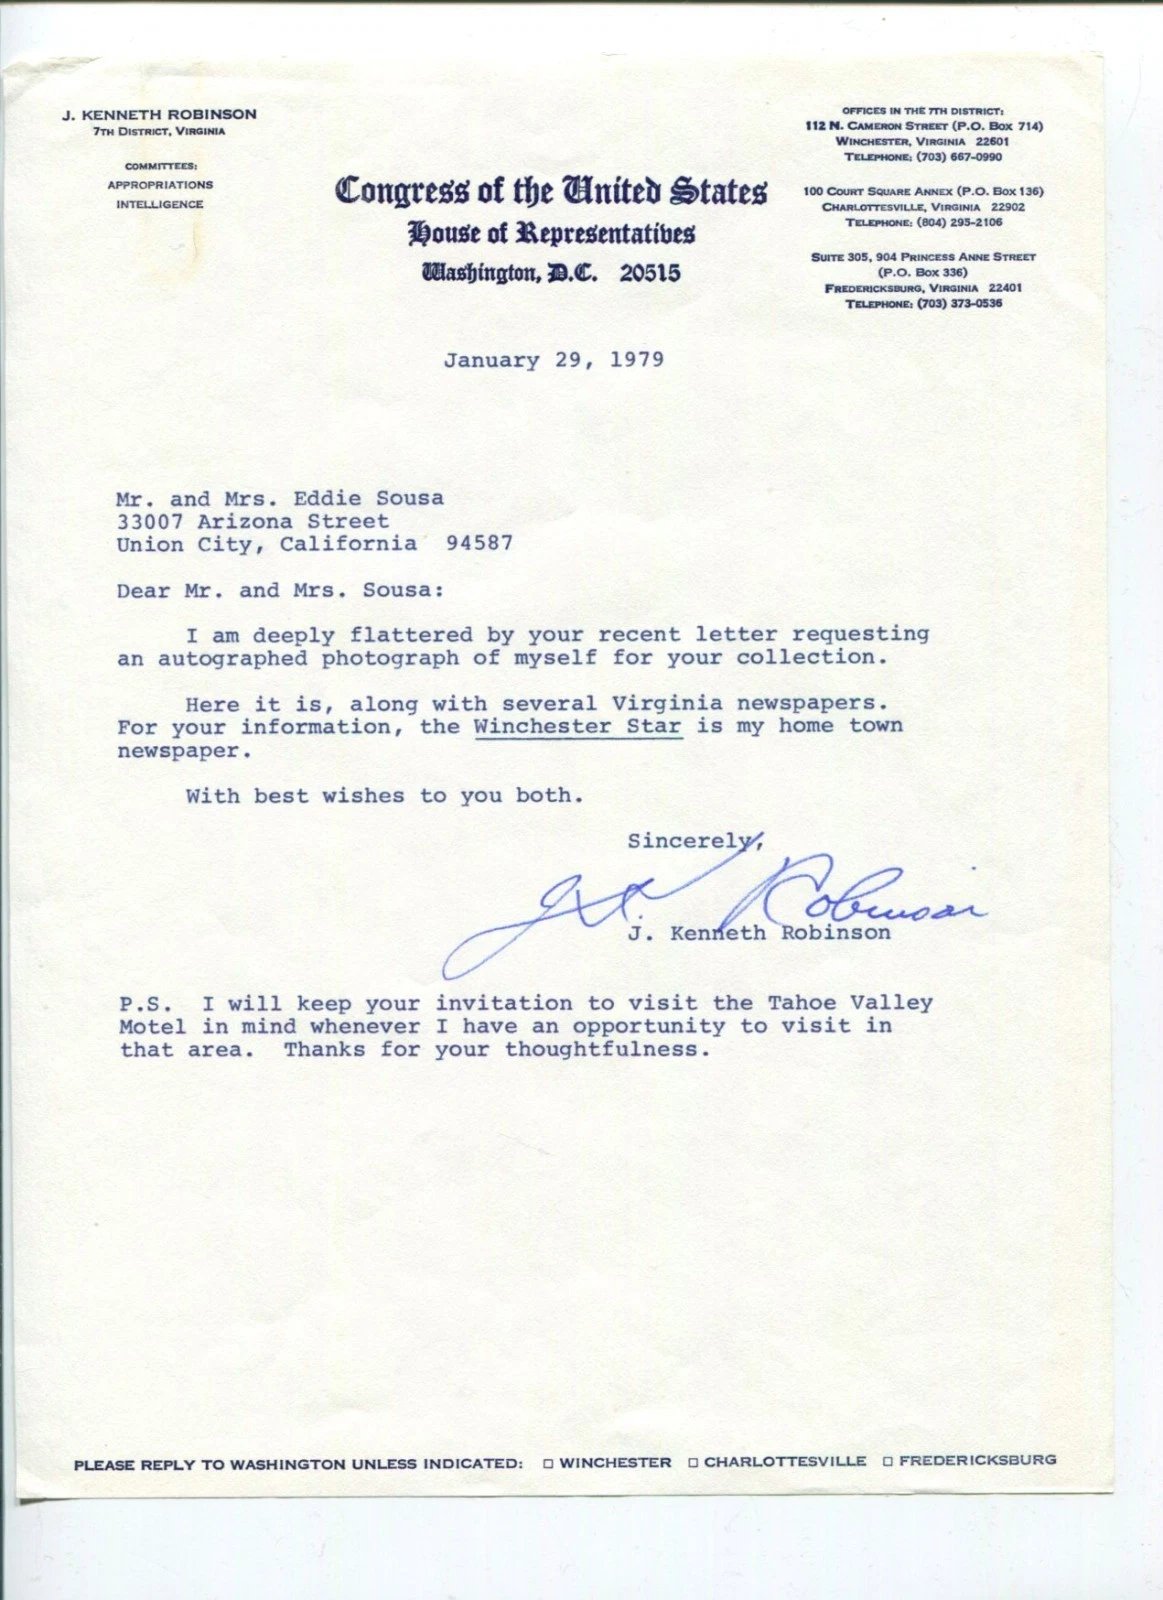 J. KENNETH ROBINSON
7TH DISTRICT, VIRGINIA
COMMITTEES:
APPROPRIATIONS
INTELLIGENCE
Congress of the United States
House of Representatives
Washington, D.C. 20515
OFFICES IN THE 7TH DISTRICT:
112 N. CAMERON STREET (P.O. BOX 714)
WINCHESTER, VIRGINIA 22601
TELEPHONE: (703) 667-0990
100 COURT SQUARE ANNEX (P.O. BOX 136)
CHARLOTTESVILLE, VIRGINIA 22902
TELEPHONE: (804) 295-2106
SUITE 305, 904 PRINCESS ANNE STREET
(P.O. BOX 336)
FREDERICKSBURG, VIRGINIA 22401
TELEPHONE: (703) 373-0536
January 29, 1979
Mr. and Mrs. Eddie Sousa
33007 Arizona Street
Union City, California 94587
Dear Mr. and Mrs. Sousa:
I am deeply flattered by your recent letter requesting
an autographed photograph of myself for your collection.
Here it is, along with several Virginia newspapers.
For your information, the Winchester Star is my home town
newspaper.
With best wishes to you both.
Sincerely,
J. K. Robinson
J. Kenneth Robinson
P.S. I will keep your invitation to visit the Tahoe Valley
Motel in mind whenever I have an opportunity to visit in
that area. Thanks for your thoughtfulness.
PLEASE REPLY TO WASHINGTON UNLESS INDICATED: □ WINCHESTER □ CHARLOTTESVILLE □ FREDERICKSBURG